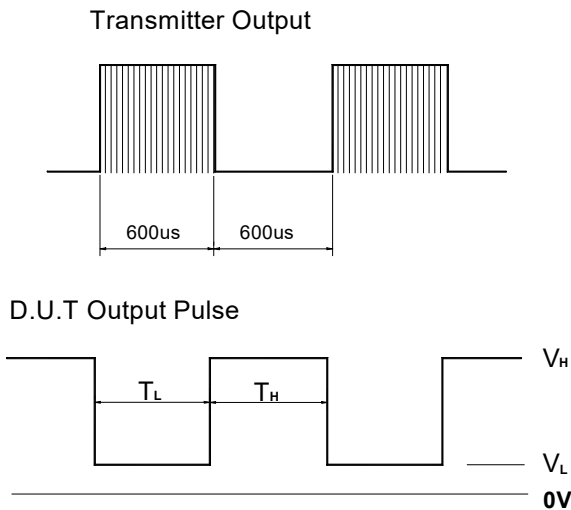 Transmitter Output
600us 600us
D.U.T Output Pulse
VH
TL TH
VL
0V